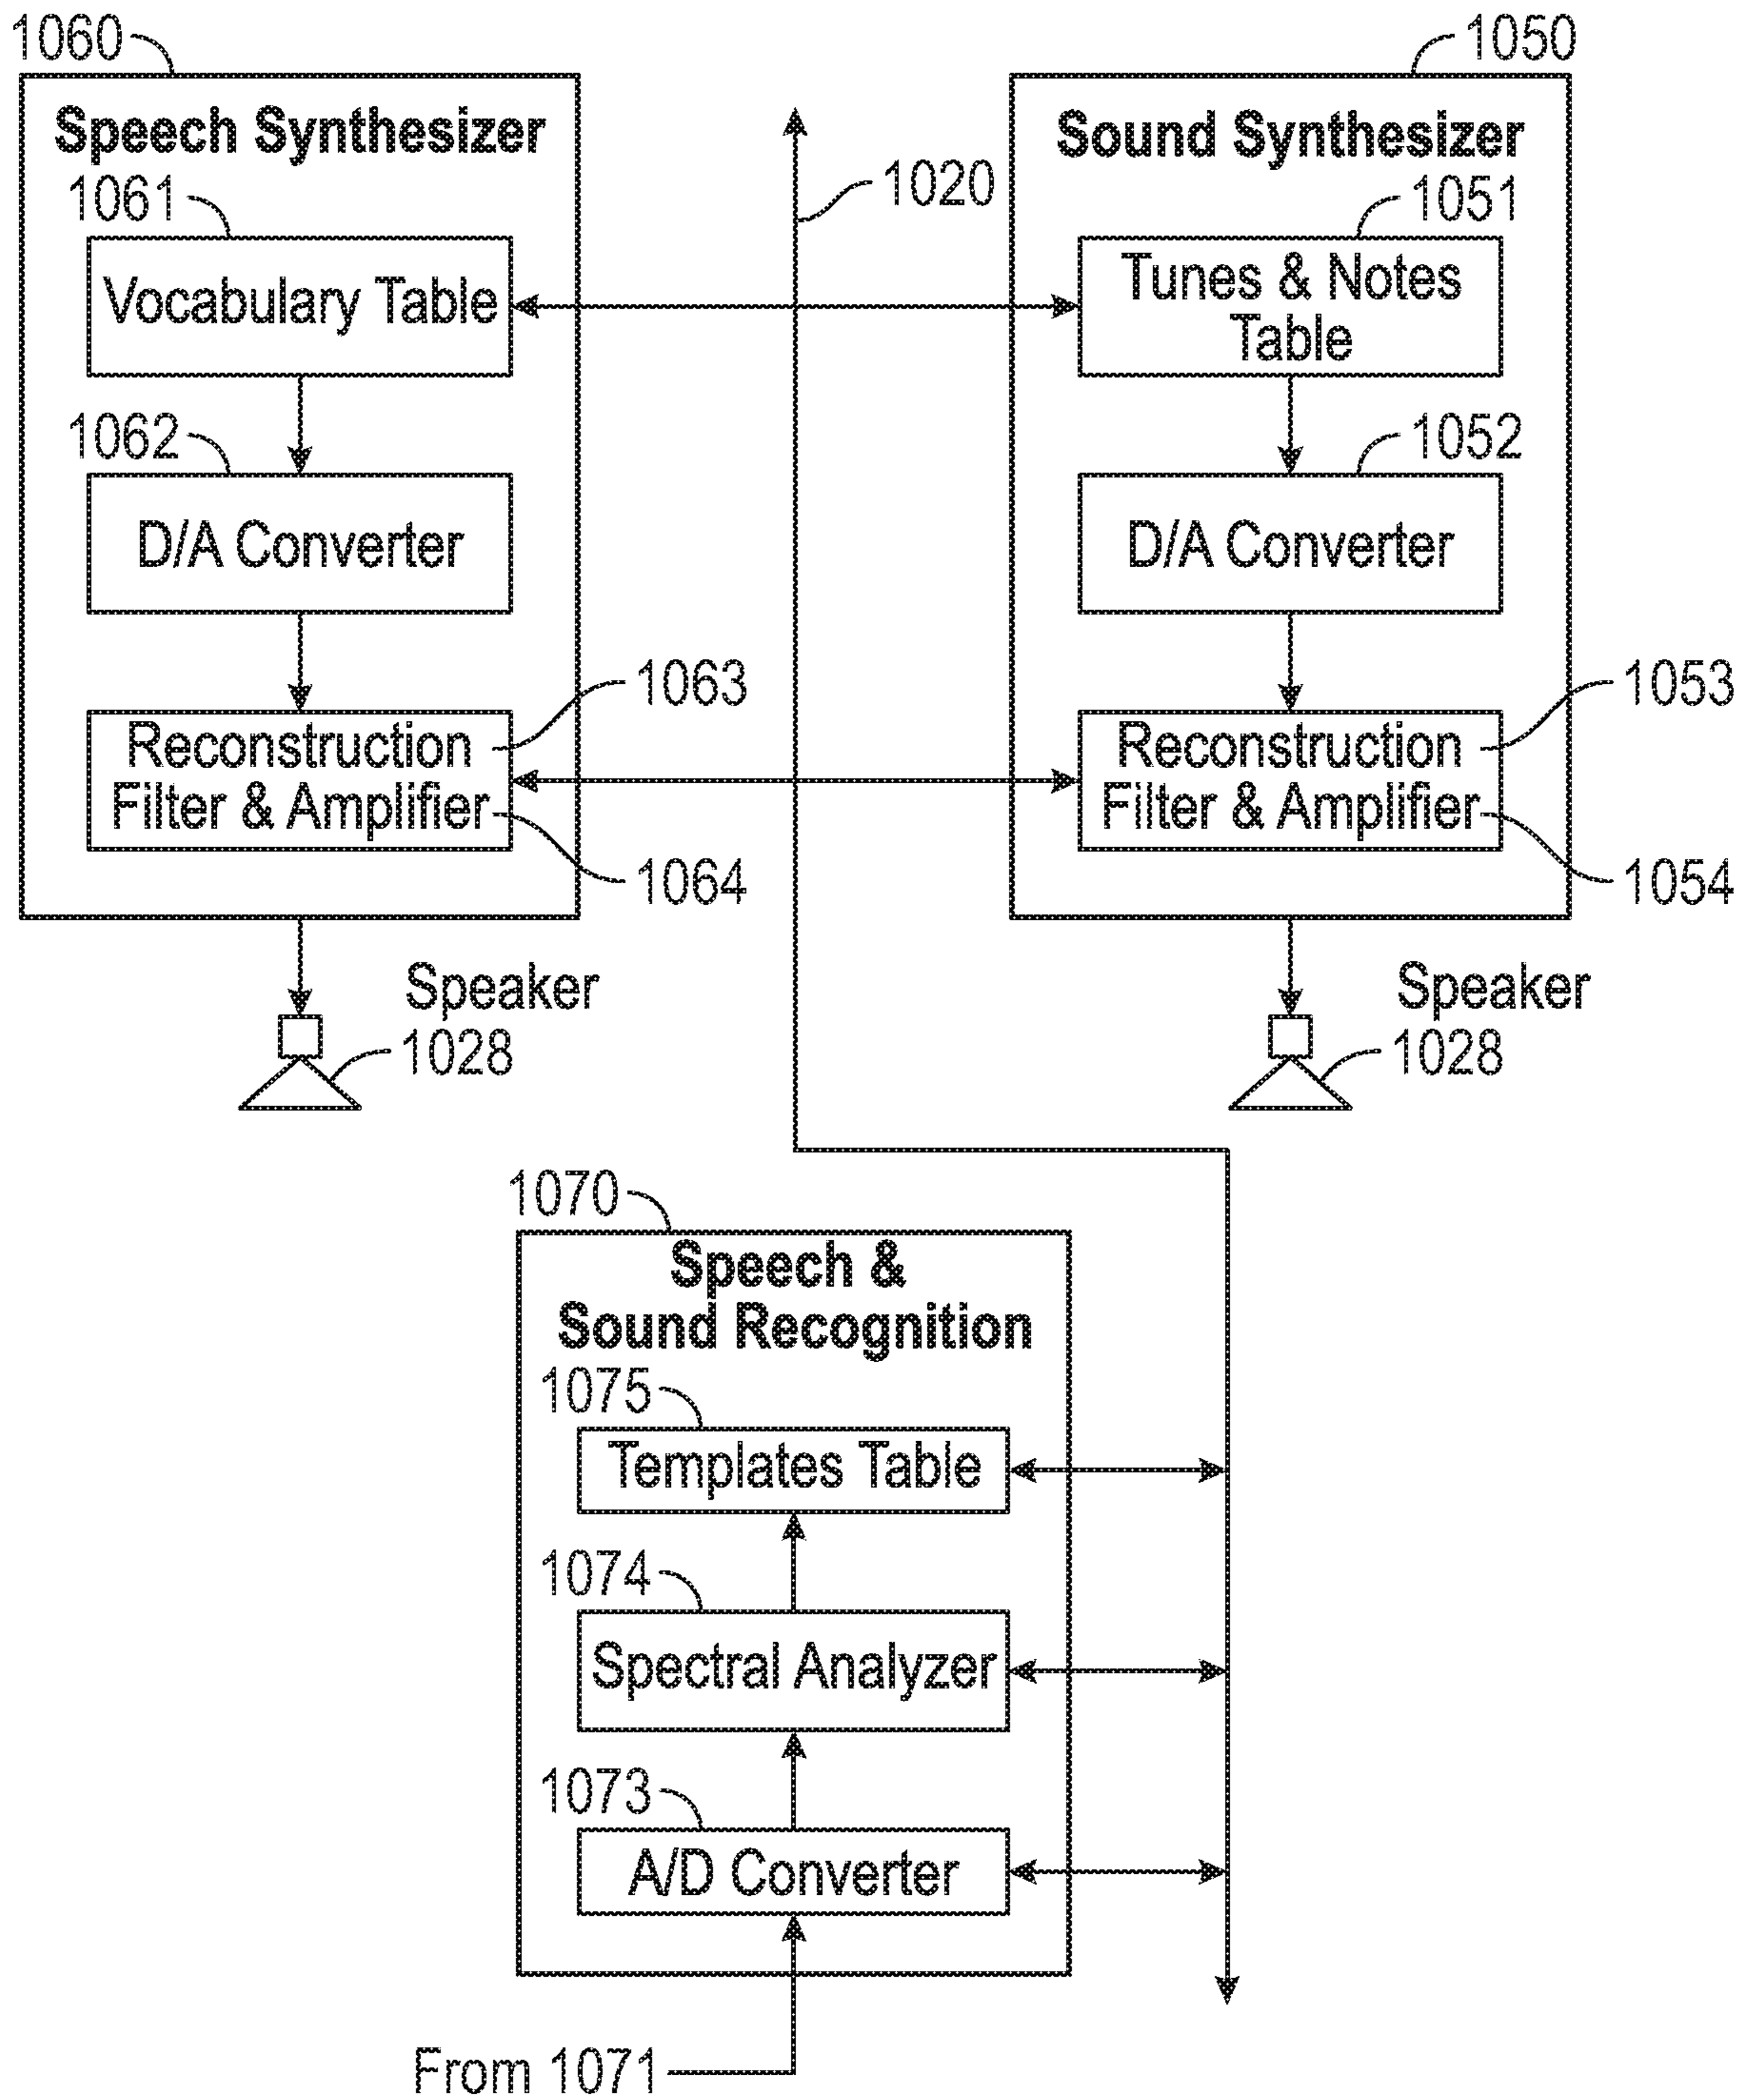 1060
Speech Synthesizer
1061
Vocabulary Table
1062
D/A Converter
1063
Reconstruction
Filter & Amplifier
1064
Speaker
1028
1020
1050
Sound Synthesizer
1051
Tunes & Notes
Table
1052
D/A Converter
1053
Reconstruction
Filter & Amplifier
1054
Speaker
1028
1070
Speech &
Sound Recognition
1075
Templates Table
1074
Spectral Analyzer
1073
A/D Converter
From 1071